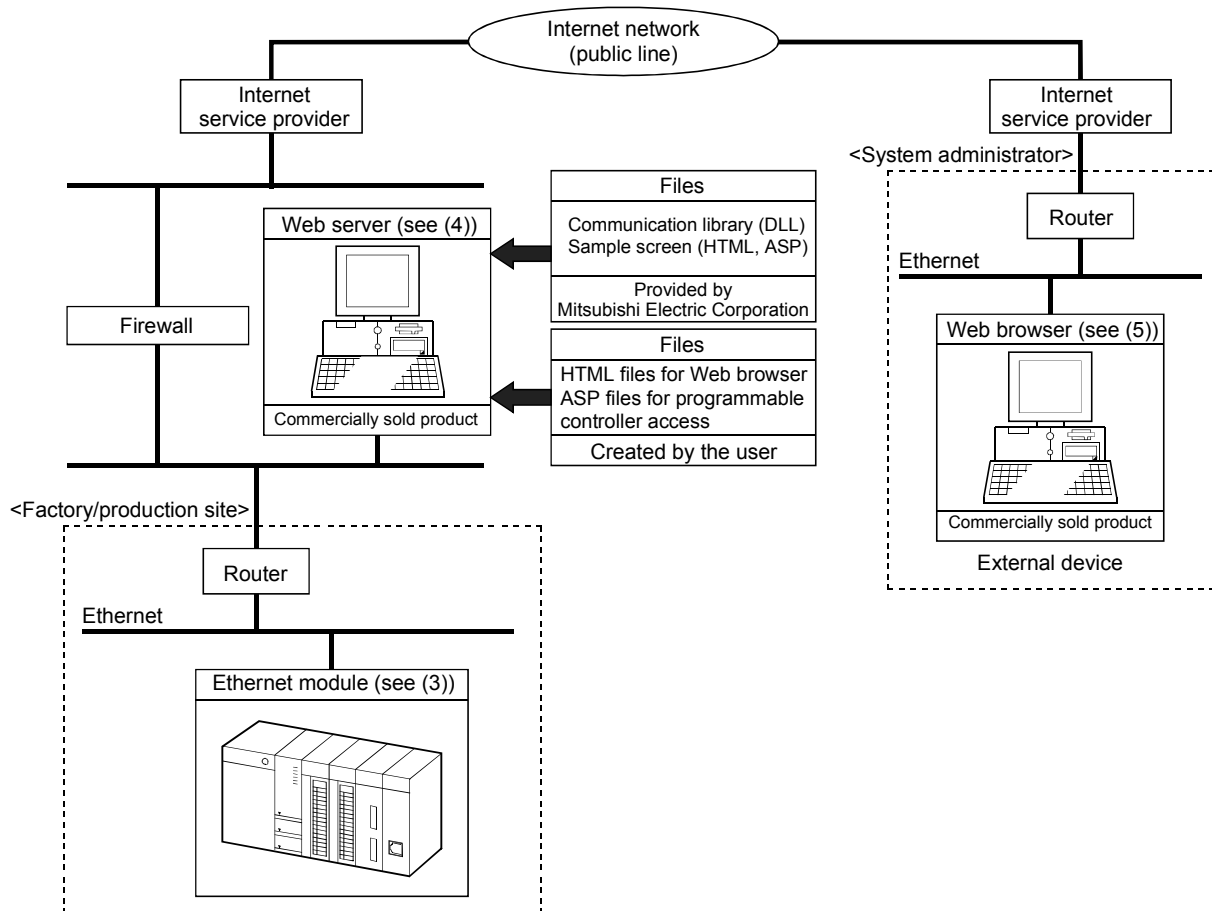 Internet network
(public line)
Internet
service provider
Internet
service provider
<System administrator>
Files
Communication library (DLL)
Sample screen (HTML, ASP)
Provided by
Mitsubishi Electric Corporation
Web server (see (4))
Commercially sold product
Firewall
Files
HTML files for Web browser
ASP files for programmable
controller access
Created by the user
Router
Ethernet
Web browser (see (5))
Commercially sold product
External device
<Factory/production site>
Router
Ethernet
Ethernet module (see (3))